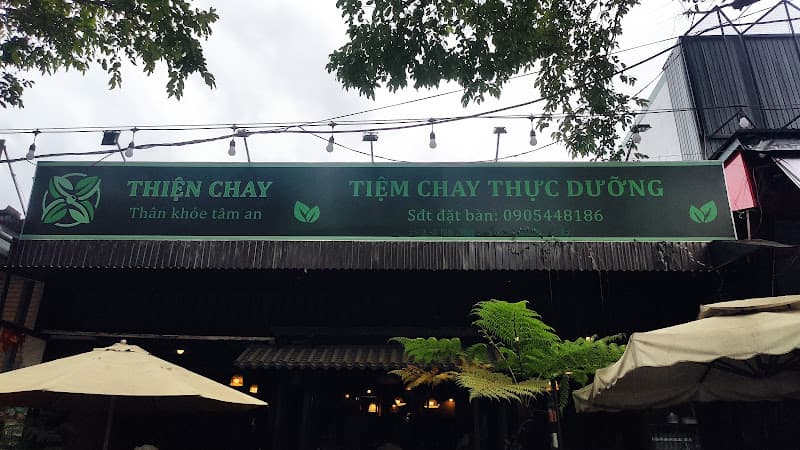 THIỆN CHAY
Thân khỏe tâm an
TIỆM CHAY THỰC DƯỠNG
Sđt đặt bàn: 0905448186